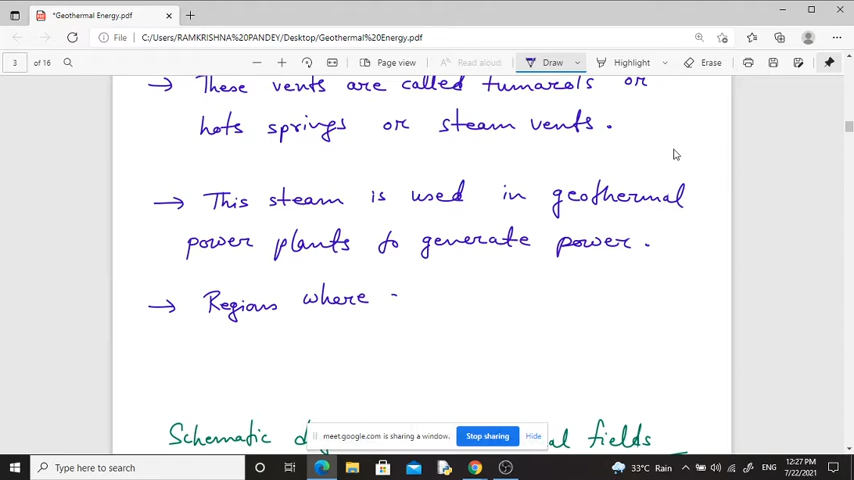 *Geothermal Energy.pdf
File C:/Users/RAMKRISHNA%20PANDEY/Desktop/Geothermal%20Energy.pdf
3 of 16 Page view Read aloud Draw Highlight Erase
→ These vents are called tumarols or
hots springs or steam vents.
→ This steam is used in geothermal
power plants to generate power.
→ Regions where -
Schematic al fields
meet.google.com is sharing a window. Stop sharing Hide
Type here to search 33°C Rain ENG 12:27 PM 7/22/2021